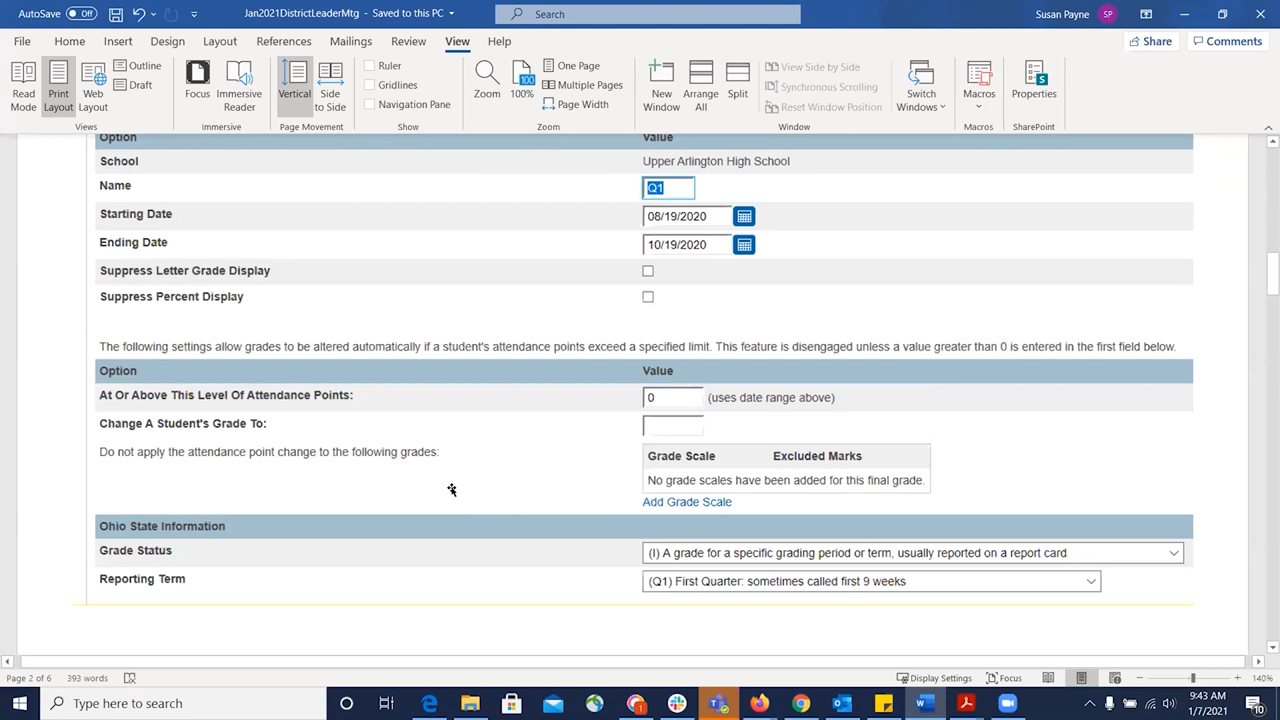 AutoSave Off Jan2021DistrictLeaderMtg - Saved to this PC Search Susan Payne SP
File Home Insert Design Layout References Mailings Review View Help Share Comments
Read Mode Print Layout Web Layout Outline Draft Focus Immersive Reader Vertical Side to Side Ruler Gridlines Navigation Pane Zoom 100 100% One Page Multiple Pages Page Width New Window Arrange All Split View Side by Side Synchronous Scrolling Reset Window Position Switch Windows Macros Properties
Views Immersive Page Movement Show Zoom Window Macros SharePoint
Option Value
School Upper Arlington High School
Name Q1
Starting Date 08/19/2020
Ending Date 10/19/2020
Suppress Letter Grade Display
Suppress Percent Display
The following settings allow grades to be altered automatically if a student's attendance points exceed a specified limit. This feature is disengaged unless a value greater than 0 is entered in the first field below.
Option Value
At Or Above This Level Of Attendance Points: 0 (uses date range above)
Change A Student's Grade To:
Do not apply the attendance point change to the following grades: Grade Scale Excluded Marks
No grade scales have been added for this final grade.
Add Grade Scale
Ohio State Information
Grade Status (I) A grade for a specific grading period or term, usually reported on a report card
Reporting Term (Q1) First Quarter: sometimes called first 9 weeks
Page 2 of 6 393 words Display Settings Focus 140%
Type here to search 9:43 AM
1/7/2021